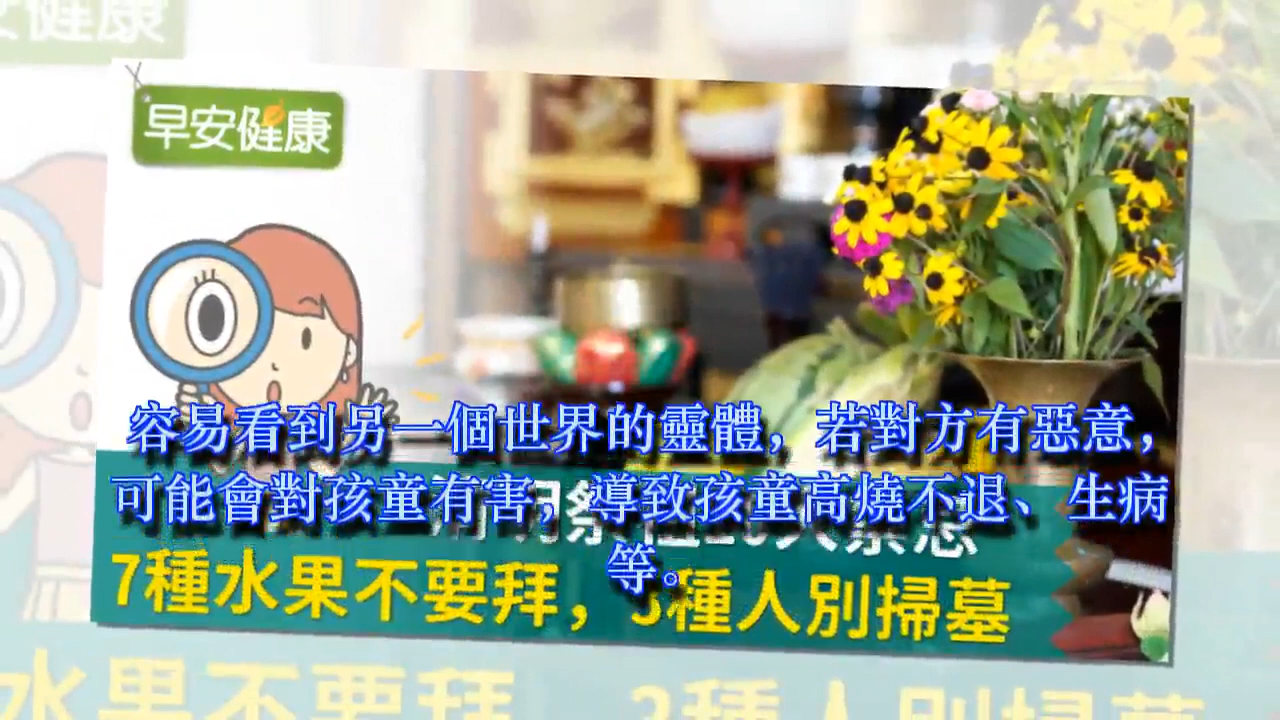 早安健康
容易看到另一個世界的靈體，若對方有惡意，
可能會對孩童有害，導致孩童高燒不退、生病
等。
7種水果不要拜，3種人別掃墓
水果不要拜，3種人別掃墓